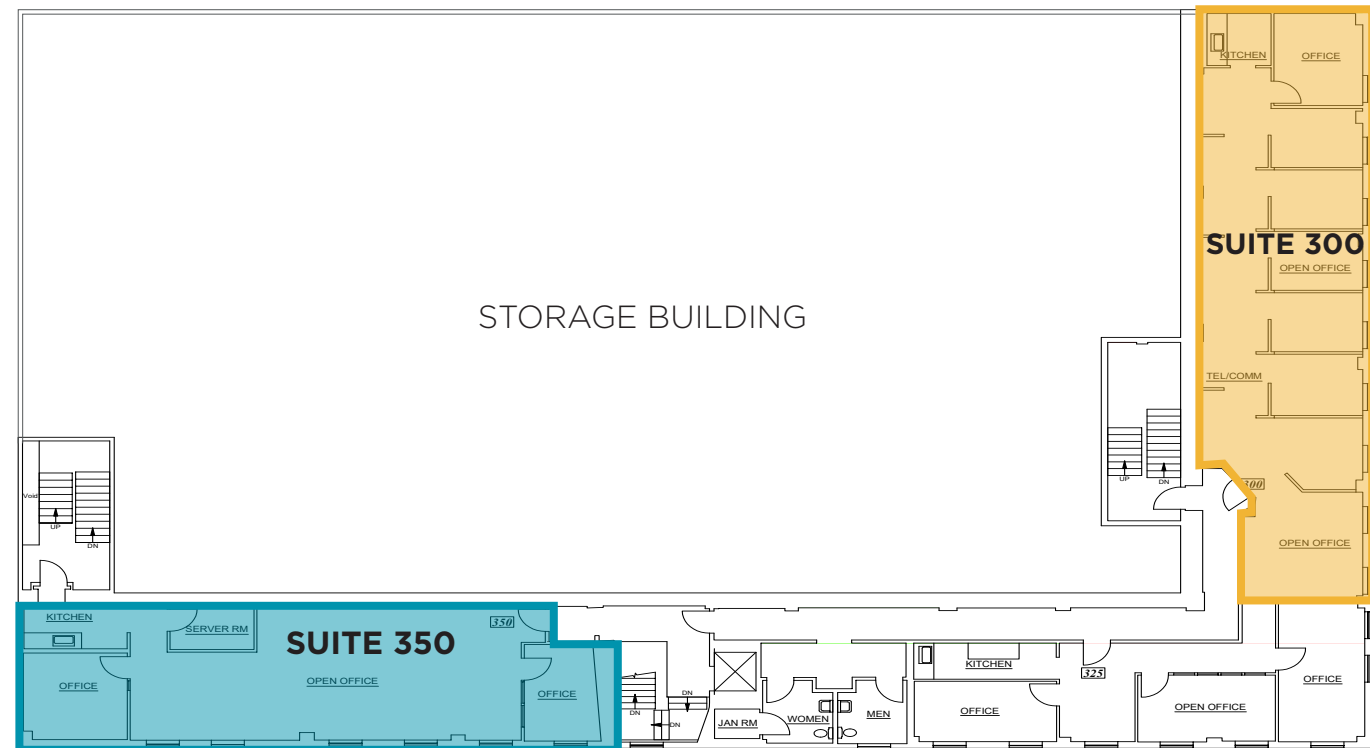 KITCHEN
OFFICE
SUITE 300
OPEN OFFICE
STORAGE BUILDING
TEL/COMM
300
UP
DN
OPEN OFFICE
Void
UP
DN
KITCHEN
SERVER RM
350
SUITE 350
OFFICE
OPEN OFFICE
OFFICE
DN
DN
DN
JAN RM
WOMEN
MEN
KITCHEN
325
OFFICE
OPEN OFFICE
OFFICE